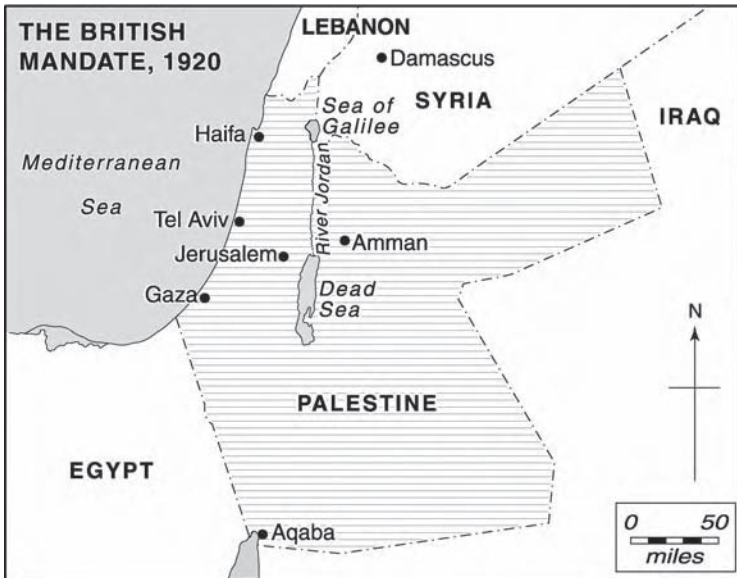 THE BRITISH
MANDATE, 1920
LEBANON
Damascus
SYRIA
Sea of
Galilee
IRAQ
Haifa
Mediterranean
Sea
River Jordan
Tel Aviv
Amman
Jerusalem
Gaza
Dead
Sea
N
PALESTINE
EGYPT
Aqaba
0 50
miles